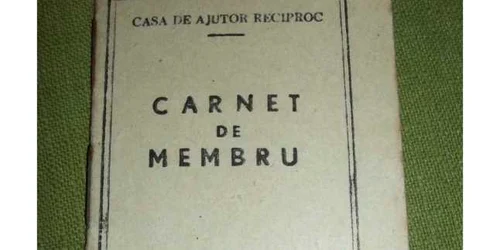 CASA DE AJUTOR RECIPROC
CARNET
DE
MEMBRU